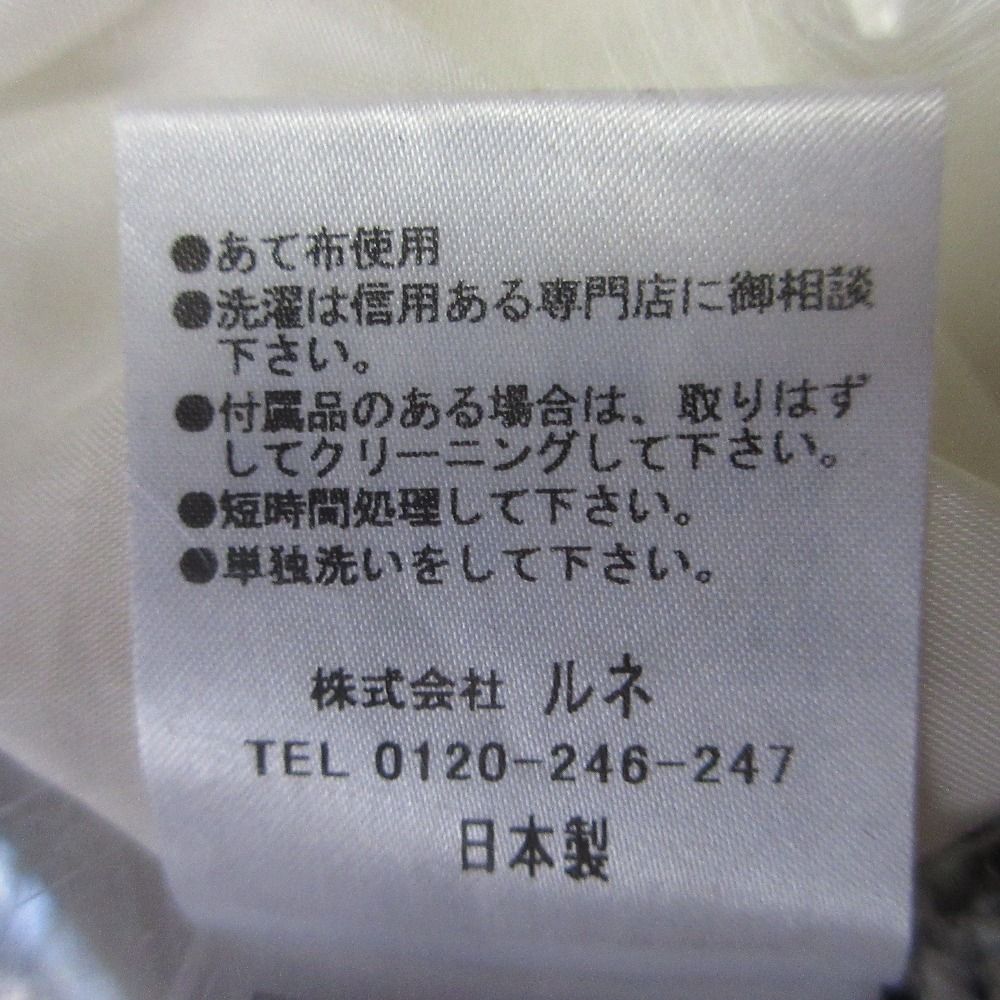 ●あて布使用
●洗濯は信用ある専門店に御相談
下さい。
●付属品のある場合は、取りはず
してクリーニングして下さい。
●短時間処理して下さい。
●単独洗いをして下さい。
株式会社 ルネ
TEL 0120-246-247
日本製